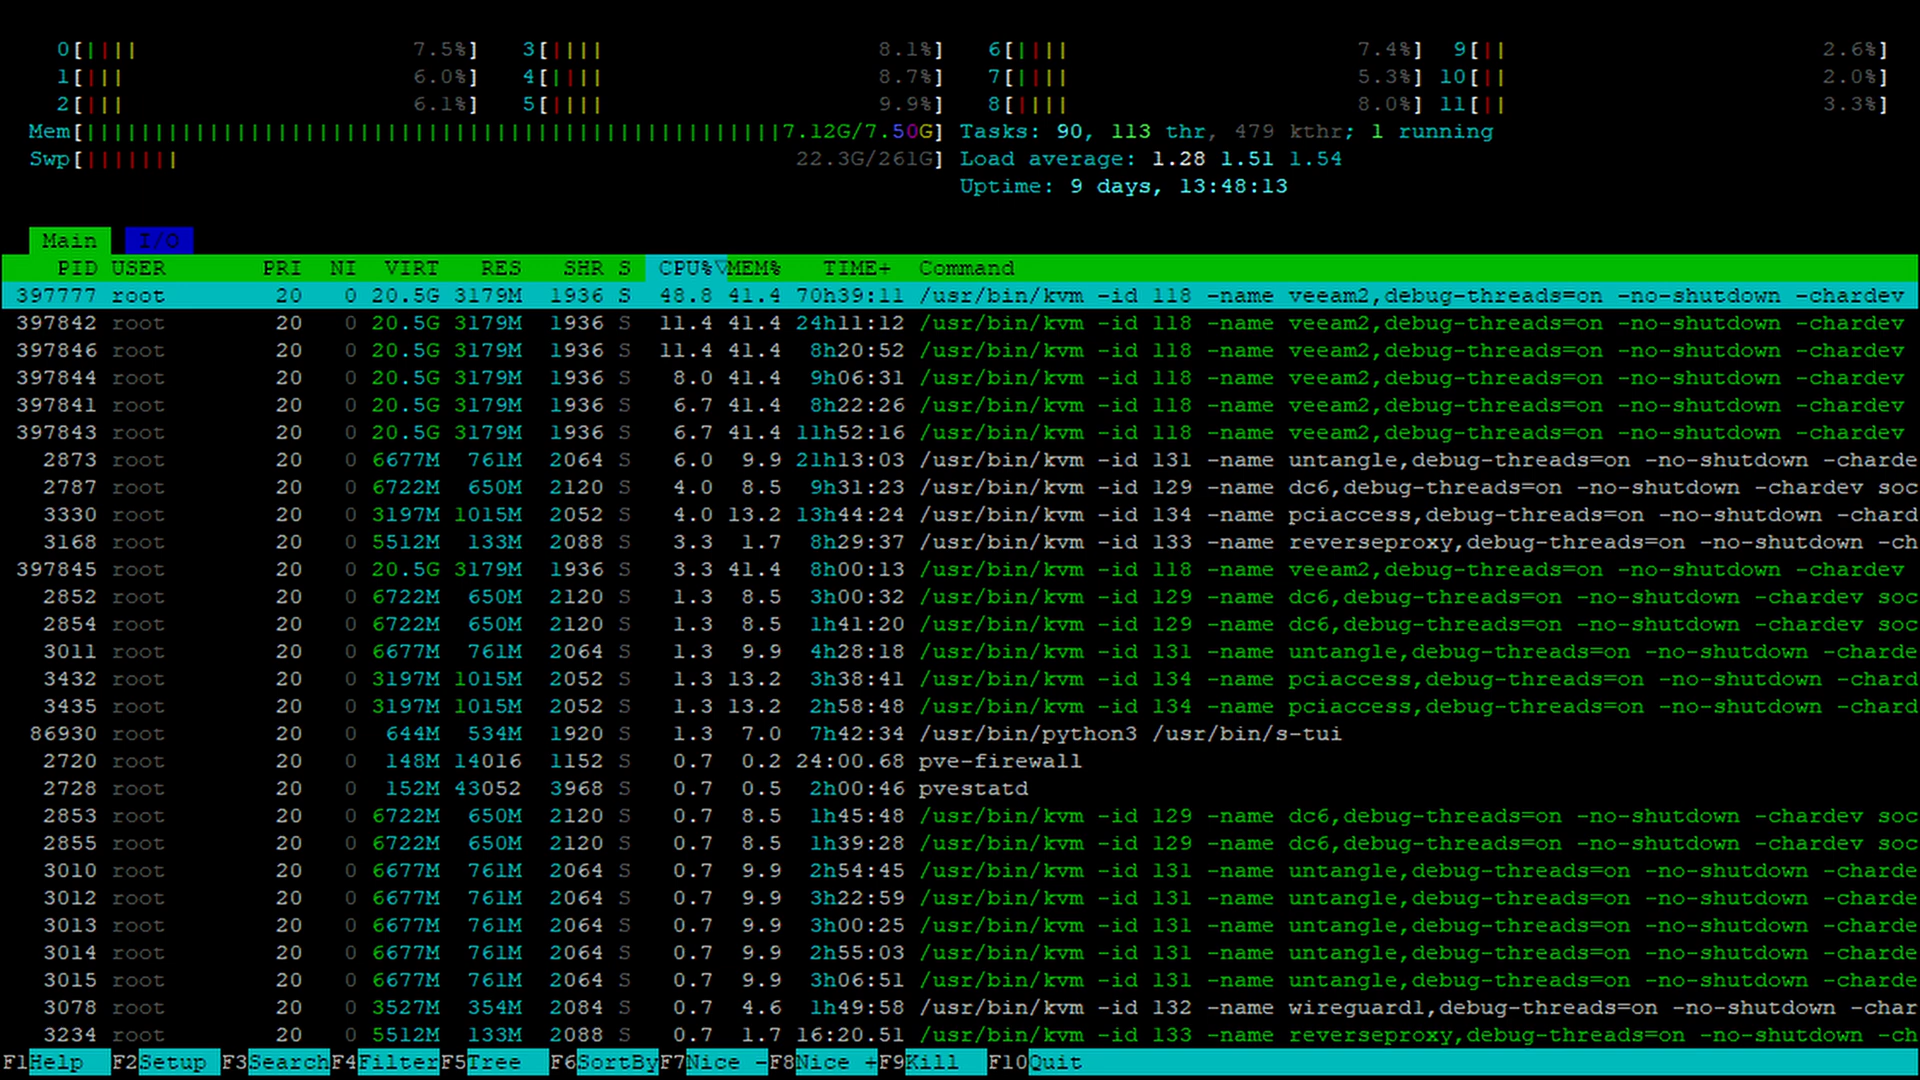 0[|||| 7.5%] 3[|||| 8.1%] 6[|||| 7.4%] 9[|| 2.6%]
1[||| 6.0%] 4[|||| 8.7%] 7[|||| 5.3%] 10[|| 2.0%]
2[||| 6.1%] 5[|||| 9.9%] 8[|||| 8.0%] 11[|| 3.3%]
Mem[||||||||||||||||||||||||||||||||||||||||||||||||||||7.12G/7.50G] Tasks: 90, 113 thr, 479 kthr; 1 running
Swp[||||||| 22.3G/261G] Load average: 1.28 1.51 1.54
Uptime: 9 days, 13:48:13
Main I/O
PID USER PRI NI VIRT RES SHR S CPU%▽MEM% TIME+ Command
397777 root 20 0 20.5G 3179M 1936 S 48.8 41.4 70h39:11 /usr/bin/kvm -id 118 -name veeam2,debug-threads=on -no-shutdown -chardev
397842 root 20 0 20.5G 3179M 1936 S 11.4 41.4 24h11:12 /usr/bin/kvm -id 118 -name veeam2,debug-threads=on -no-shutdown -chardev
397846 root 20 0 20.5G 3179M 1936 S 11.4 41.4 8h20:52 /usr/bin/kvm -id 118 -name veeam2,debug-threads=on -no-shutdown -chardev
397844 root 20 0 20.5G 3179M 1936 S 8.0 41.4 9h06:31 /usr/bin/kvm -id 118 -name veeam2,debug-threads=on -no-shutdown -chardev
397841 root 20 0 20.5G 3179M 1936 S 6.7 41.4 8h22:26 /usr/bin/kvm -id 118 -name veeam2,debug-threads=on -no-shutdown -chardev
397843 root 20 0 20.5G 3179M 1936 S 6.7 41.4 11h52:16 /usr/bin/kvm -id 118 -name veeam2,debug-threads=on -no-shutdown -chardev
2873 root 20 0 6677M 761M 2064 S 6.0 9.9 21h13:03 /usr/bin/kvm -id 131 -name untangle,debug-threads=on -no-shutdown -charde
2787 root 20 0 6722M 650M 2120 S 4.0 8.5 9h31:23 /usr/bin/kvm -id 129 -name dc6,debug-threads=on -no-shutdown -chardev soc
3330 root 20 0 3197M 1015M 2052 S 4.0 13.2 13h44:24 /usr/bin/kvm -id 134 -name pciaccess,debug-threads=on -no-shutdown -chard
3168 root 20 0 5512M 133M 2088 S 3.3 1.7 8h29:37 /usr/bin/kvm -id 133 -name reverseproxy,debug-threads=on -no-shutdown -ch
397845 root 20 0 20.5G 3179M 1936 S 3.3 41.4 8h00:13 /usr/bin/kvm -id 118 -name veeam2,debug-threads=on -no-shutdown -chardev
2852 root 20 0 6722M 650M 2120 S 1.3 8.5 3h00:32 /usr/bin/kvm -id 129 -name dc6,debug-threads=on -no-shutdown -chardev soc
2854 root 20 0 6722M 650M 2120 S 1.3 8.5 1h41:20 /usr/bin/kvm -id 129 -name dc6,debug-threads=on -no-shutdown -chardev soc
3011 root 20 0 6677M 761M 2064 S 1.3 9.9 4h28:18 /usr/bin/kvm -id 131 -name untangle,debug-threads=on -no-shutdown -charde
3432 root 20 0 3197M 1015M 2052 S 1.3 13.2 3h38:41 /usr/bin/kvm -id 134 -name pciaccess,debug-threads=on -no-shutdown -chard
3435 root 20 0 3197M 1015M 2052 S 1.3 13.2 2h58:48 /usr/bin/kvm -id 134 -name pciaccess,debug-threads=on -no-shutdown -chard
86930 root 20 0 644M 534M 1920 S 1.3 7.0 7h42:34 /usr/bin/python3 /usr/bin/s-tui
2720 root 20 0 148M 14016 1152 S 0.7 0.2 24:00.68 pve-firewall
2728 root 20 0 152M 43052 3968 S 0.7 0.5 2h00:46 pvestatd
2853 root 20 0 6722M 650M 2120 S 0.7 8.5 1h45:48 /usr/bin/kvm -id 129 -name dc6,debug-threads=on -no-shutdown -chardev soc
2855 root 20 0 6722M 650M 2120 S 0.7 8.5 1h39:28 /usr/bin/kvm -id 129 -name dc6,debug-threads=on -no-shutdown -chardev soc
3010 root 20 0 6677M 761M 2064 S 0.7 9.9 2h54:45 /usr/bin/kvm -id 131 -name untangle,debug-threads=on -no-shutdown -charde
3012 root 20 0 6677M 761M 2064 S 0.7 9.9 3h22:59 /usr/bin/kvm -id 131 -name untangle,debug-threads=on -no-shutdown -charde
3013 root 20 0 6677M 761M 2064 S 0.7 9.9 3h00:25 /usr/bin/kvm -id 131 -name untangle,debug-threads=on -no-shutdown -charde
3014 root 20 0 6677M 761M 2064 S 0.7 9.9 2h55:03 /usr/bin/kvm -id 131 -name untangle,debug-threads=on -no-shutdown -charde
3015 root 20 0 6677M 761M 2064 S 0.7 9.9 3h06:51 /usr/bin/kvm -id 131 -name untangle,debug-threads=on -no-shutdown -charde
3078 root 20 0 3527M 354M 2084 S 0.7 4.6 1h49:58 /usr/bin/kvm -id 132 -name wireguard1,debug-threads=on -no-shutdown -char
3234 root 20 0 5512M 133M 2088 S 0.7 1.7 16:20.51 /usr/bin/kvm -id 133 -name reverseproxy,debug-threads=on -no-shutdown -ch
F1Help F2Setup F3SearchF4FilterF5Tree F6SortByF7Nice -F8Nice +F9Kill F10Quit